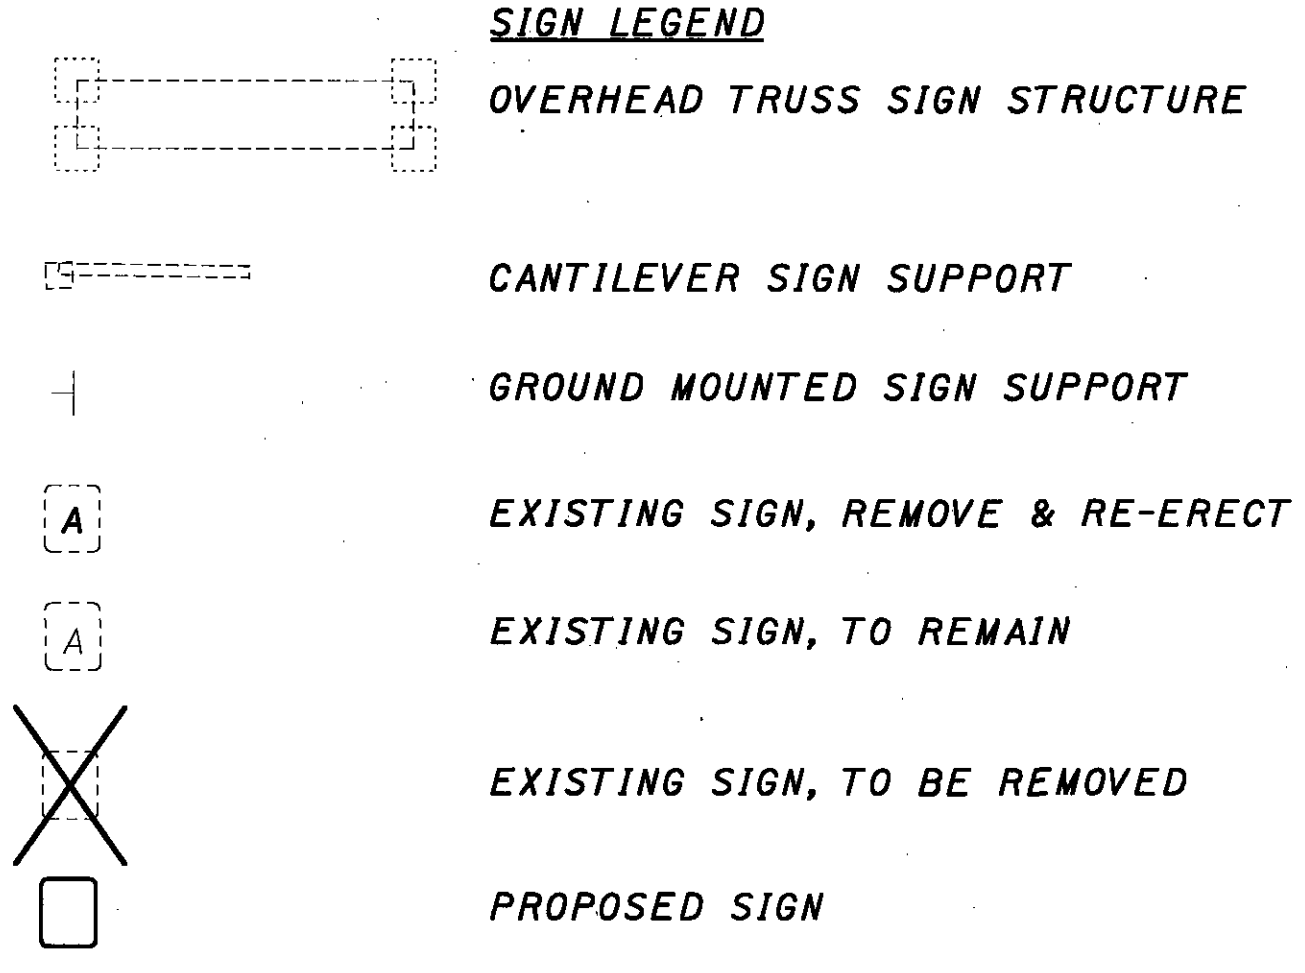 SIGN LEGEND
OVERHEAD TRUSS SIGN STRUCTURE
CANTILEVER SIGN SUPPORT
GROUND MOUNTED SIGN SUPPORT
A EXISTING SIGN, REMOVE & RE-ERECT
A EXISTING SIGN, TO REMAIN
EXISTING SIGN, TO BE REMOVED
PROPOSED SIGN